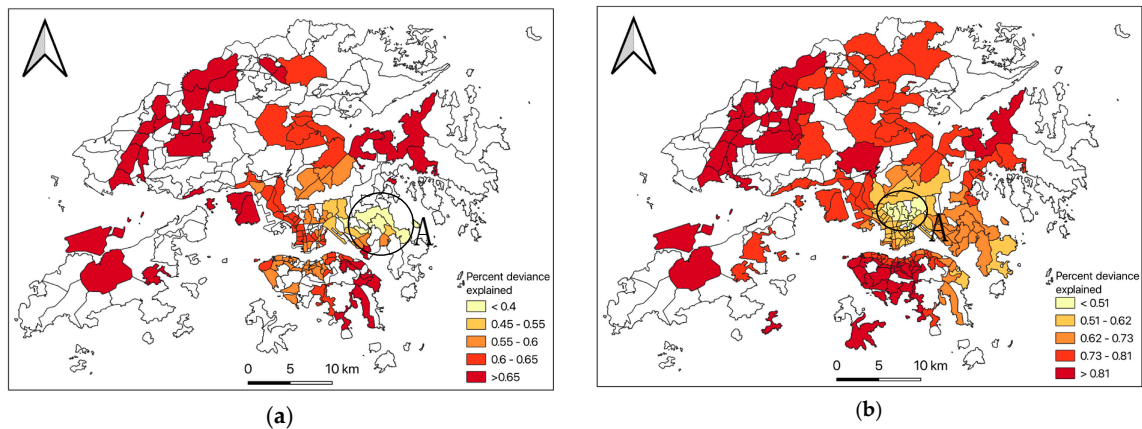 A
Percent deviance
explained
< 0.4
0.45 - 0.55
0.55 - 0.6
0.6 - 0.65
>0.65
0 5 10 km
(a)
A
Percent deviance
explained
< 0.51
0.51 - 0.62
0.62 - 0.73
0.73 - 0.81
> 0.81
0 5 10 km
(b)